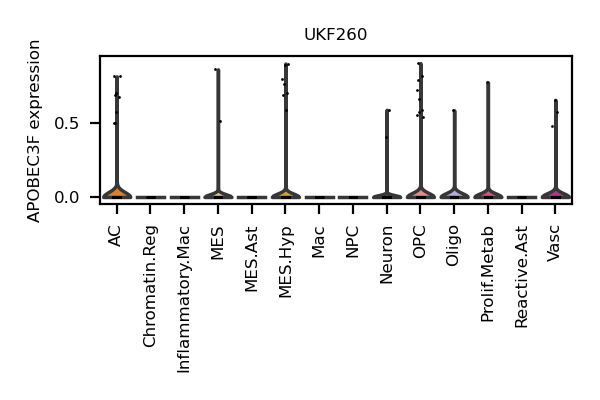 UKF260
APOBEC3F expression
0.5
0.0
AC
Chromatin.Reg
Inflammatory.Mac
MES
MES.Ast
MES.Hyp
Mac
NPC
Neuron
OPC
Oligo
Prolif.Metab
Reactive.Ast
Vasc